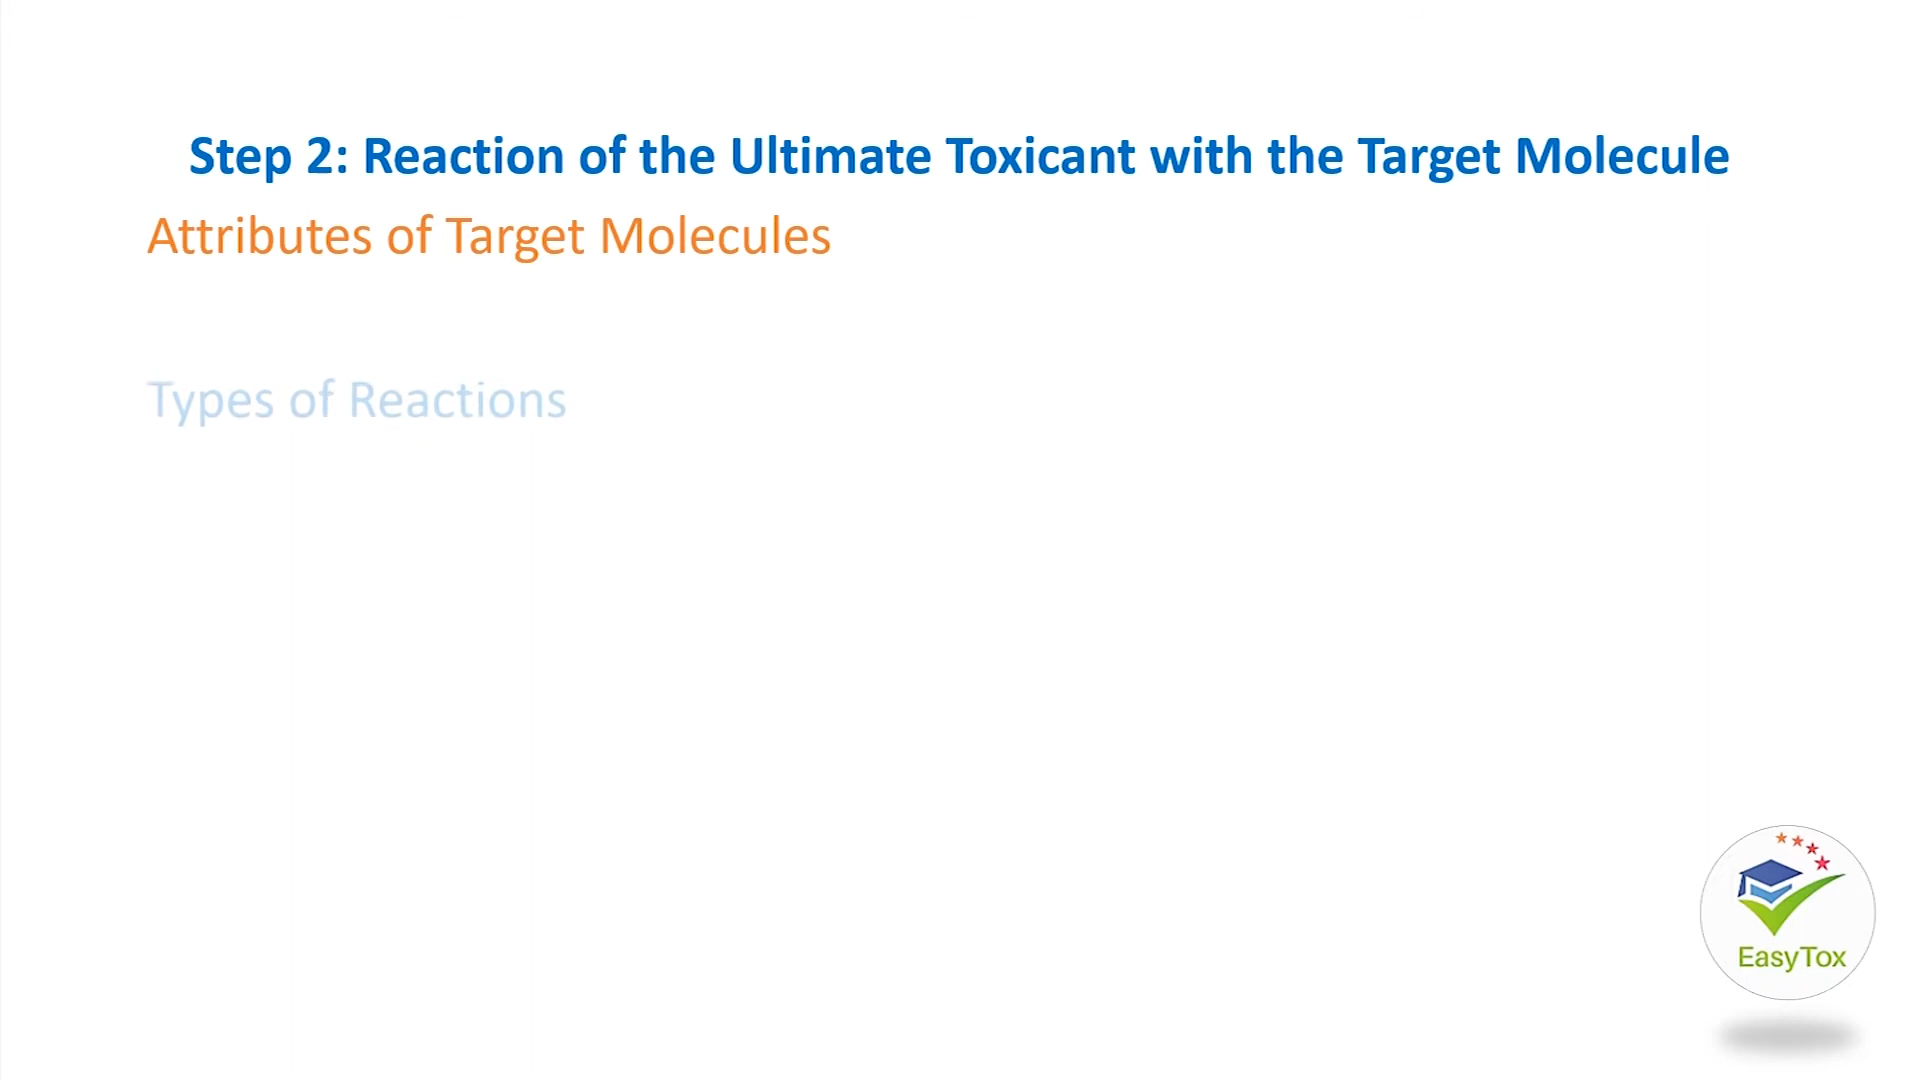 Step 2: Reaction of the Ultimate Toxicant with the Target Molecule
Attributes of Target Molecules
Types of Reactions
EasyTox